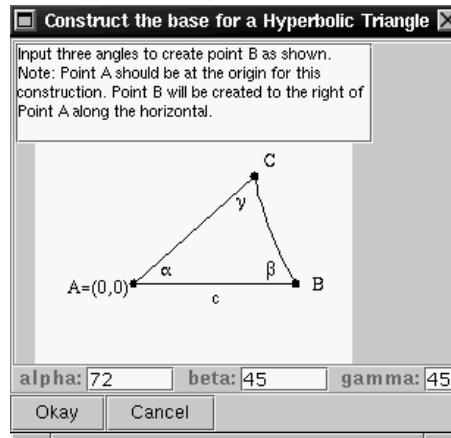 Construct the base for a Hyperbolic Triangle
Input three angles to create point B as shown.
Note: Point A should be at the origin for this
construction. Point B will be created to the right of
Point A along the horizontal.
C
γ
α
β
A=(0,0)
B
c
alpha: 72 beta: 45 gamma: 45
Okay Cancel